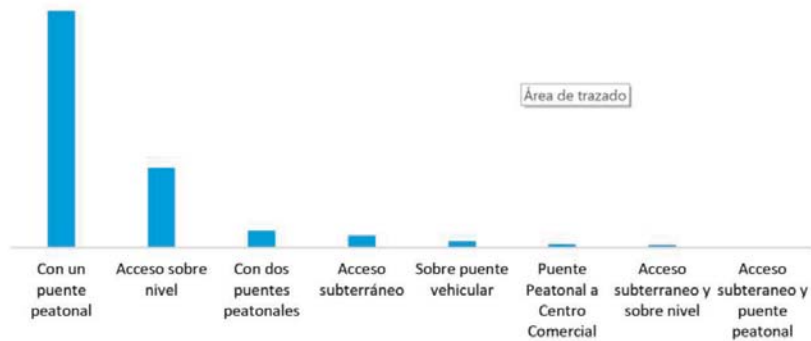 Área de trazado
Con un
puente
peatonal
Acceso sobre
nivel
Con dos
puentes
peatonales
Acceso
subterráneo
Sobre puente
vehicular
Puente
Peatonal a
Centro
Comercial
Acceso
subterraneo y
sobre nivel
Acceso
subteraneo y
puente
peatonal